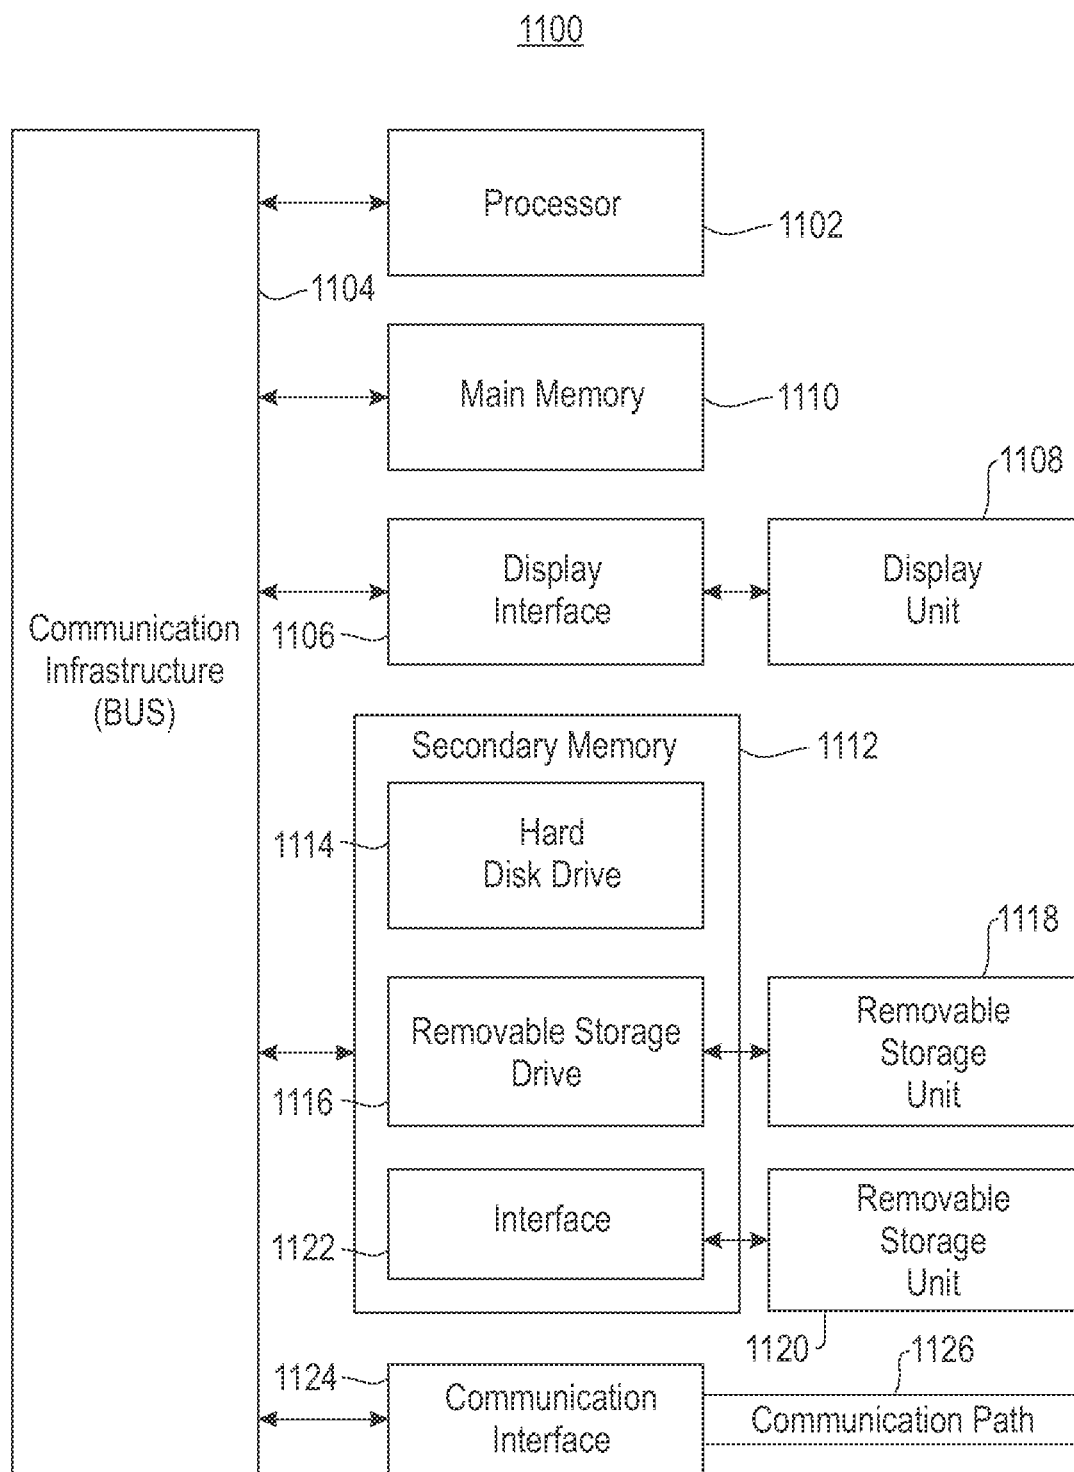 1100
Processor
1102
1104
Main Memory
1110
1108
Display
Interface
1106
Display
Unit
Communication
Infrastructure
(BUS)
Secondary Memory
1112
1114
Hard
Disk Drive
1118
Removable Storage
Drive
1116
Removable
Storage
Unit
Interface
1122
Removable
Storage
Unit
1120
1124
1126
Communication
Interface
Communication Path